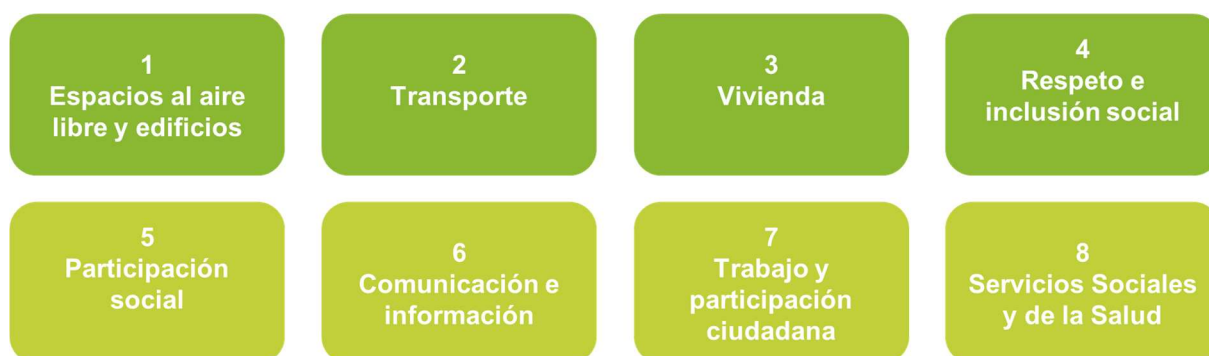 1
Espacios al aire
libre y edificios
2
Transporte
3
Vivienda
4
Respeto e
inclusión social
5
Participación
social
6
Comunicación e
información
7
Trabajo y
participación
ciudadana
8
Servicios Sociales
y de la Salud